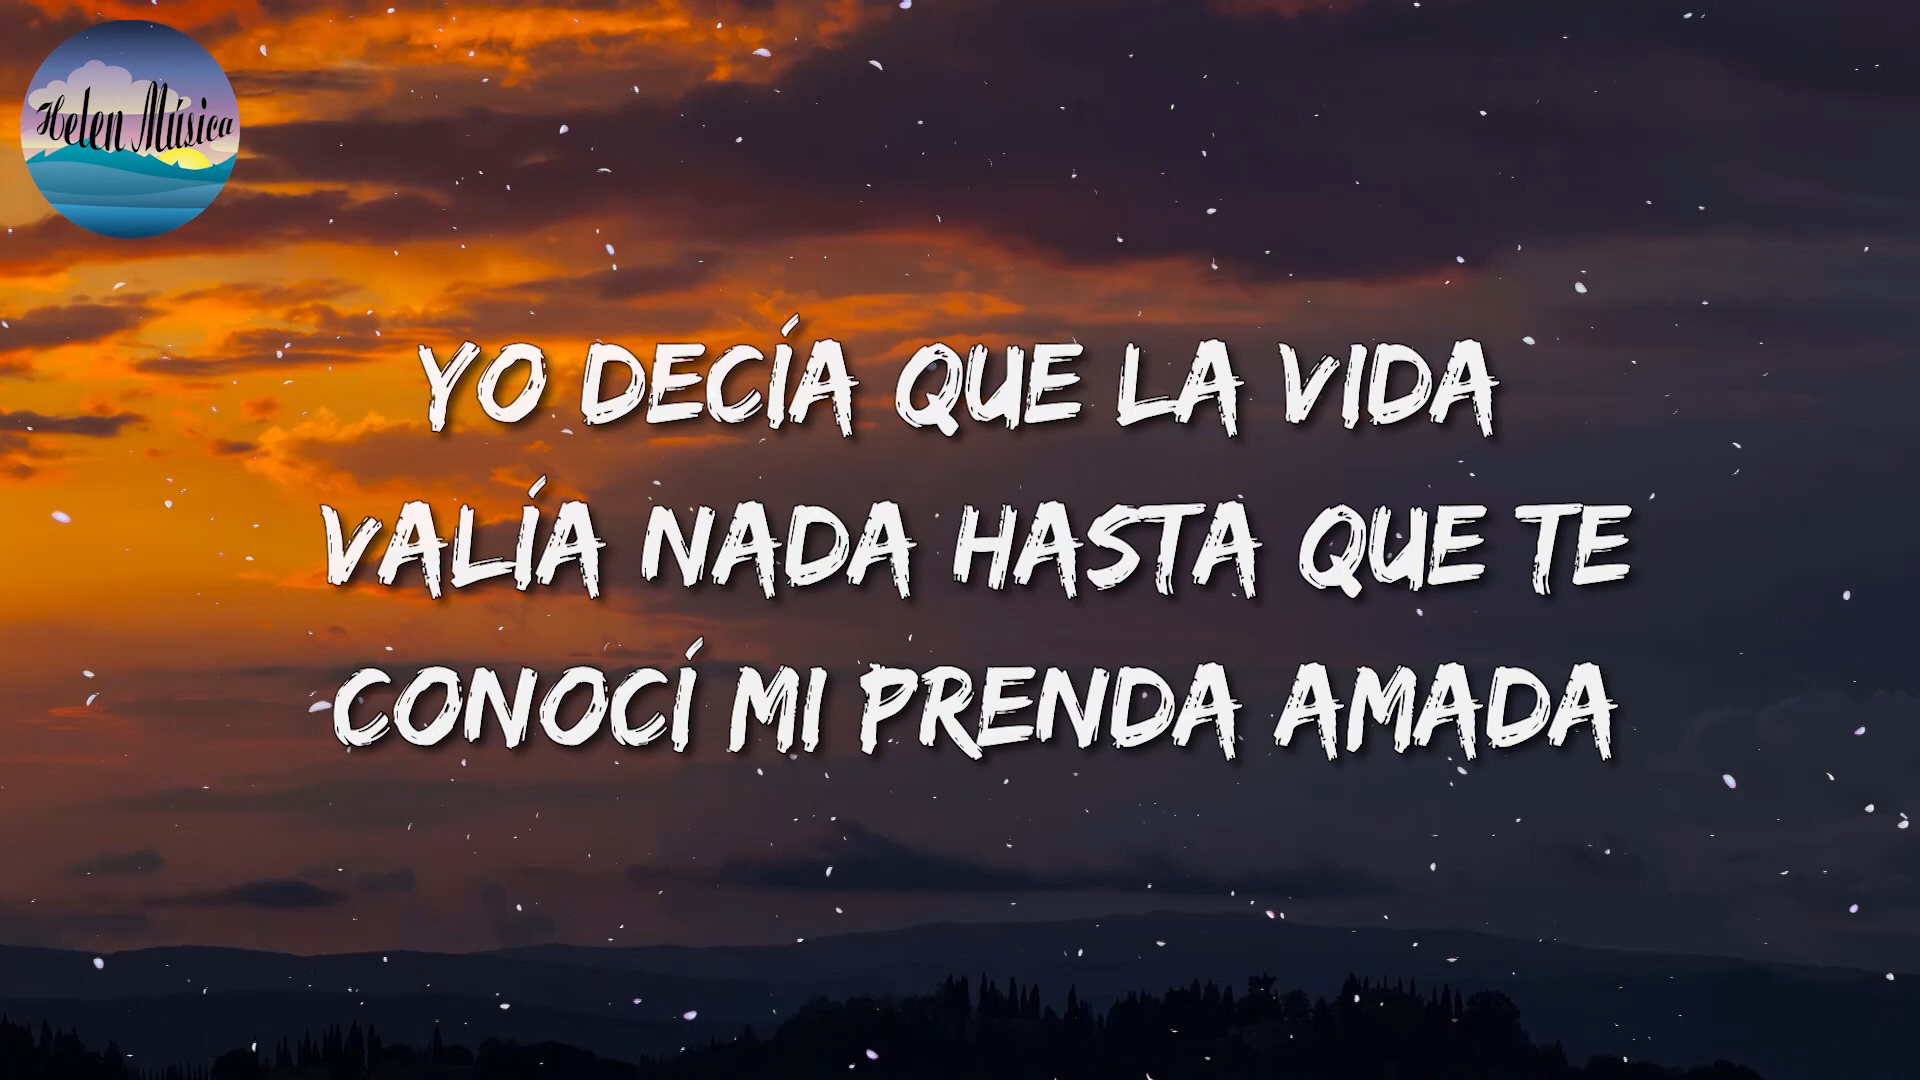 Helen Música
YO DECÍA QUE LA VIDA
VALÍA NADA HASTA QUE TE
CONOCÍ MI PRENDA AMADA